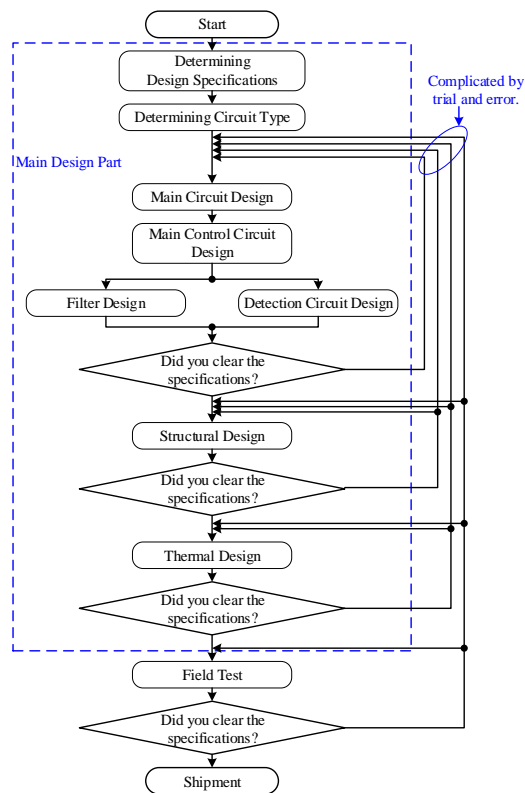 Start
Determining
Design Specifications
Complicated by
trial and error.
Determining Circuit Type
Main Design Part
Main Circuit Design
Main Control Circuit
Design
Filter Design
Detection Circuit Design
Did you clear the
specifications?
Structural Design
Did you clear the
specifications?
Thermal Design
Did you clear the
specifications?
Field Test
Did you clear the
specifications?
Shipment